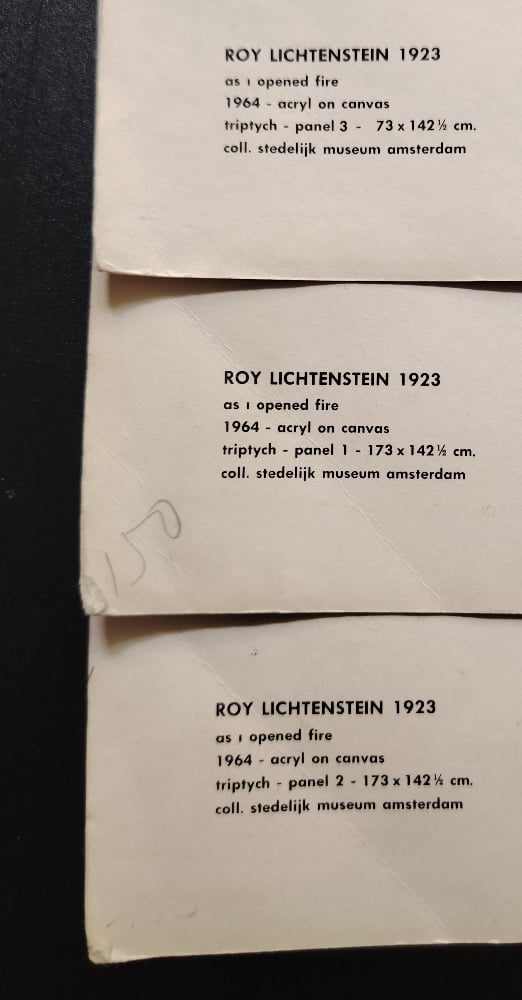 ROY LICHTENSTEIN 1923
as ı opened fire
1964 - acryl on canvas
triptych - panel 3 - 73 x 142½ cm.
coll. stedelijk museum amsterdam
ROY LICHTENSTEIN 1923
as ı opened fire
1964 - acryl on canvas
triptych - panel 1 - 173 x 142½ cm.
coll. stedelijk museum amsterdam
150
ROY LICHTENSTEIN 1923
as ı opened fire
1964 - acryl on canvas
triptych - panel 2 - 173 x 142½ cm.
coll. stedelijk museum amsterdam